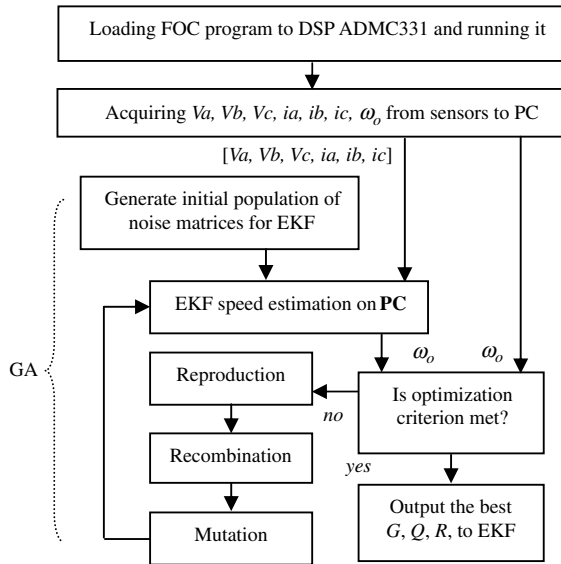 Loading FOC program to DSP ADMC331 and running it
Acquiring Va, Vb, Vc, ia, ib, ic, ωo from sensors to PC
[Va, Vb, Vc, ia, ib, ic]
Generate initial population of
noise matrices for EKF
EKF speed estimation on PC
ωo
ωo
GA
Reproduction
no
Is optimization
criterion met?
Recombination
yes
Mutation
Output the best
G, Q, R, to EKF